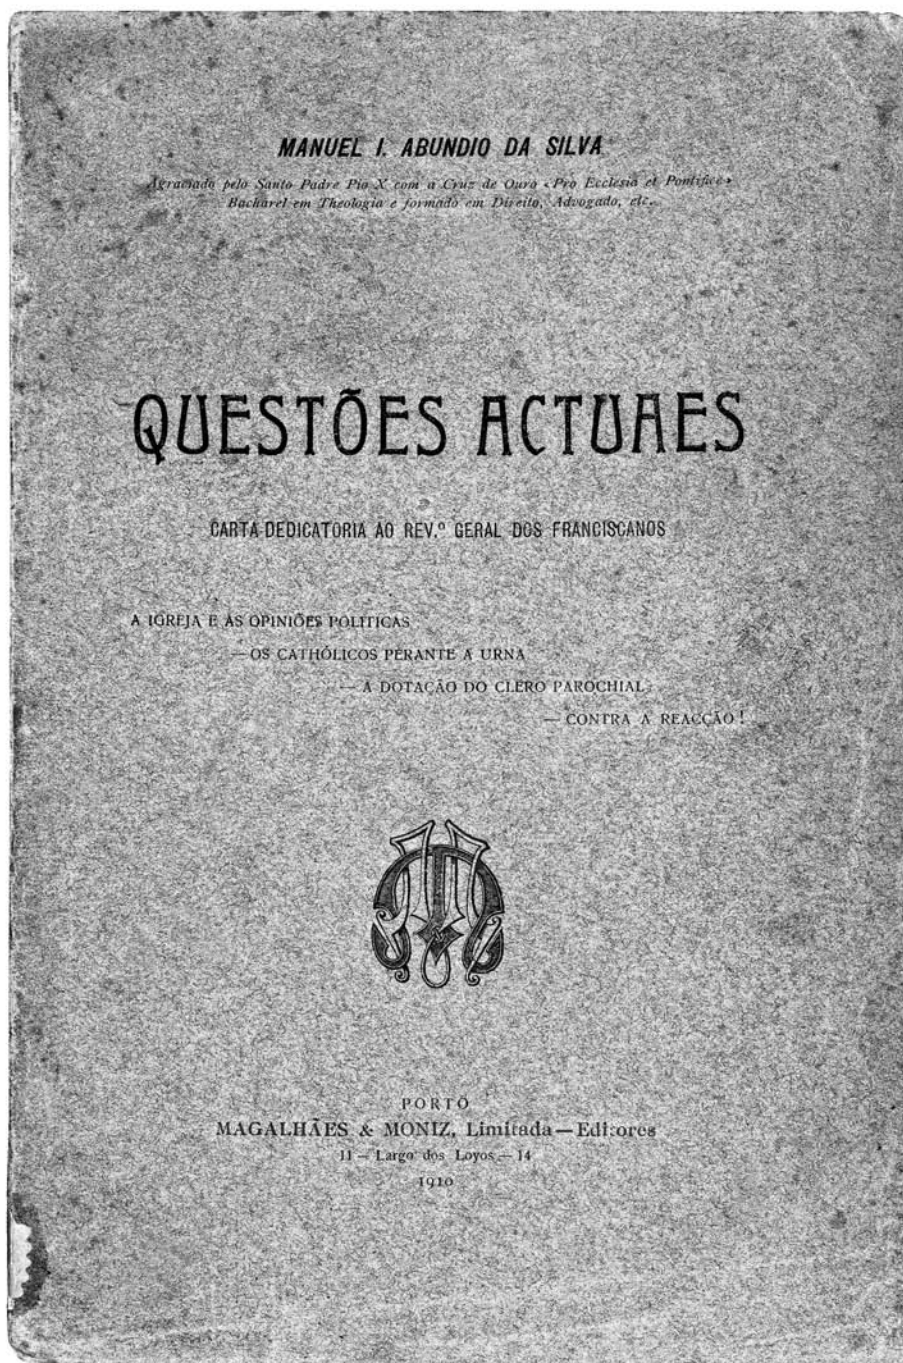 MANUEL I. ABUNDIO DA SILVA
Agraciado pelo Santo Padre Pio X com a Cruz de Ouro «Pro Ecclesia et Pontifice»
Bacharel em Theologia e formado em Direito, Advogado, etc.
QUESTÕES ACTUAES
CARTA-DEDICATORIA AO REV.º GERAL DOS FRANCISCANOS
A IGREJA E AS OPINIÕES POLITICAS
— OS CATHÓLICOS PERANTE A URNA
— A DOTAÇÃO DO CLERO PAROCHIAL
— CONTRA A REACÇÃO!
PORTO
MAGALHÃES & MONIZ, Limitada — Editores
11 — Largo dos Loyos — 14
1910